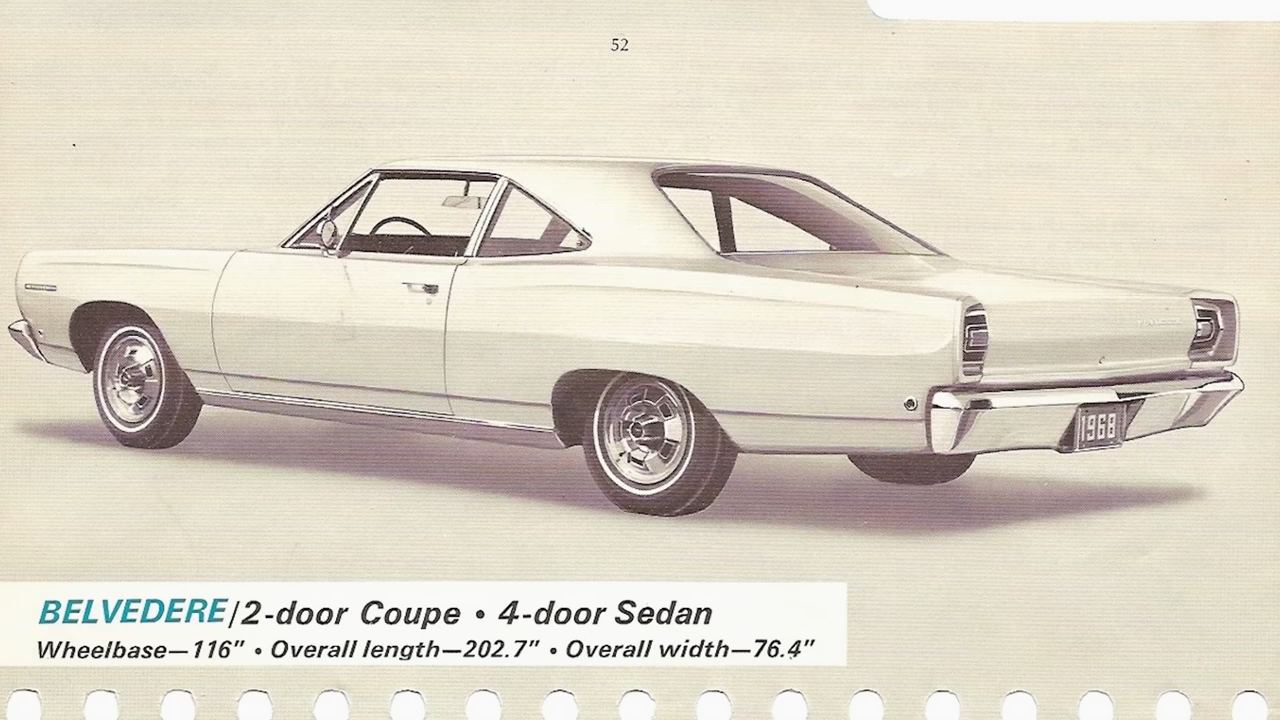 52
1968
BELVEDERE/2-door Coupe • 4-door Sedan
Wheelbase—116" • Overall length—202.7" • Overall width—76.4"